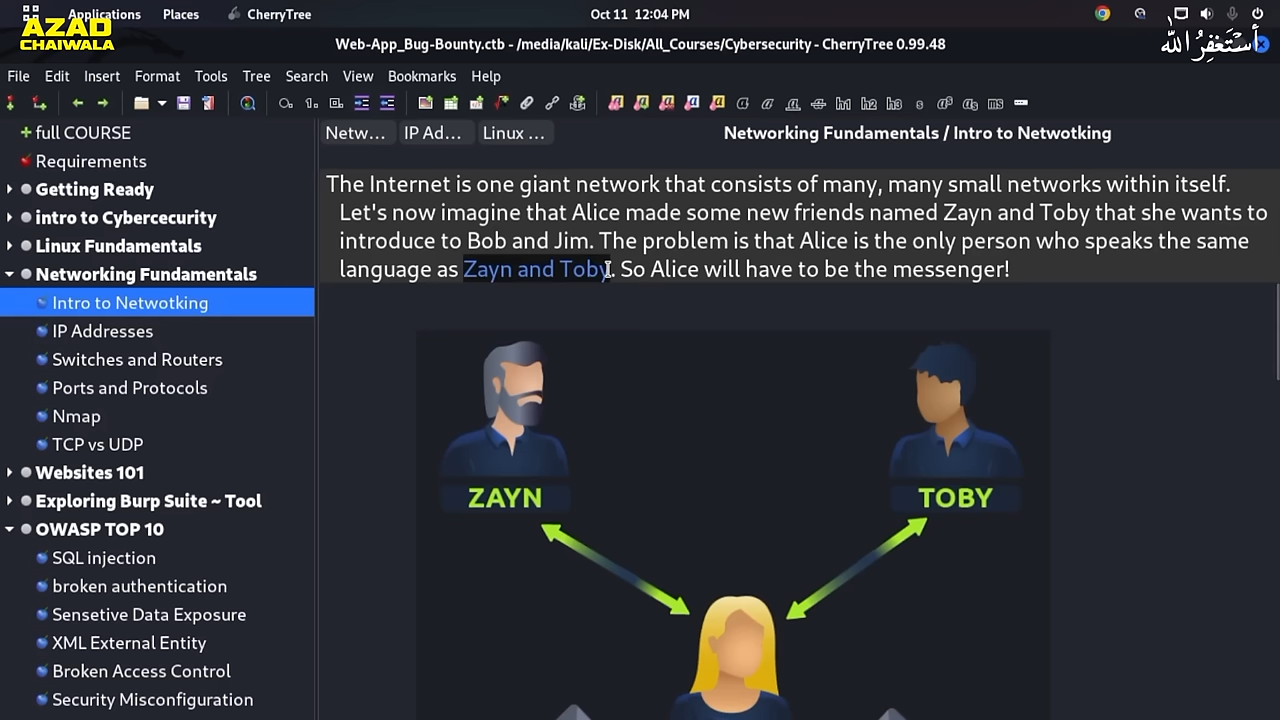 Applications Places CherryTree Oct 11 12:04 PM
AZAD
CHAIWALA
أستغفر الله
Web-App_Bug-Bounty.ctb - /media/kali/Ex-Disk/All_Courses/Cybersecurity - CherryTree 0.99.48
File Edit Insert Format Tools Tree Search View Bookmarks Help
h1 h2 h3 s
full COURSE
Requirements
Getting Ready
intro to Cybercecurity
Linux Fundamentals
Networking Fundamentals
Intro to Netwotking
IP Addresses
Switches and Routers
Ports and Protocols
Nmap
TCP vs UDP
Websites 101
Exploring Burp Suite ~ Tool
OWASP TOP 10
SQL injection
broken authentication
Sensetive Data Exposure
XML External Entity
Broken Access Control
Security Misconfiguration
Netw... IP Ad... Linux ... Networking Fundamentals / Intro to Netwotking
The Internet is one giant network that consists of many, many small networks within itself.
Let's now imagine that Alice made some new friends named Zayn and Toby that she wants to
introduce to Bob and Jim. The problem is that Alice is the only person who speaks the same
language as Zayn and Toby. So Alice will have to be the messenger!
ZAYN TOBY